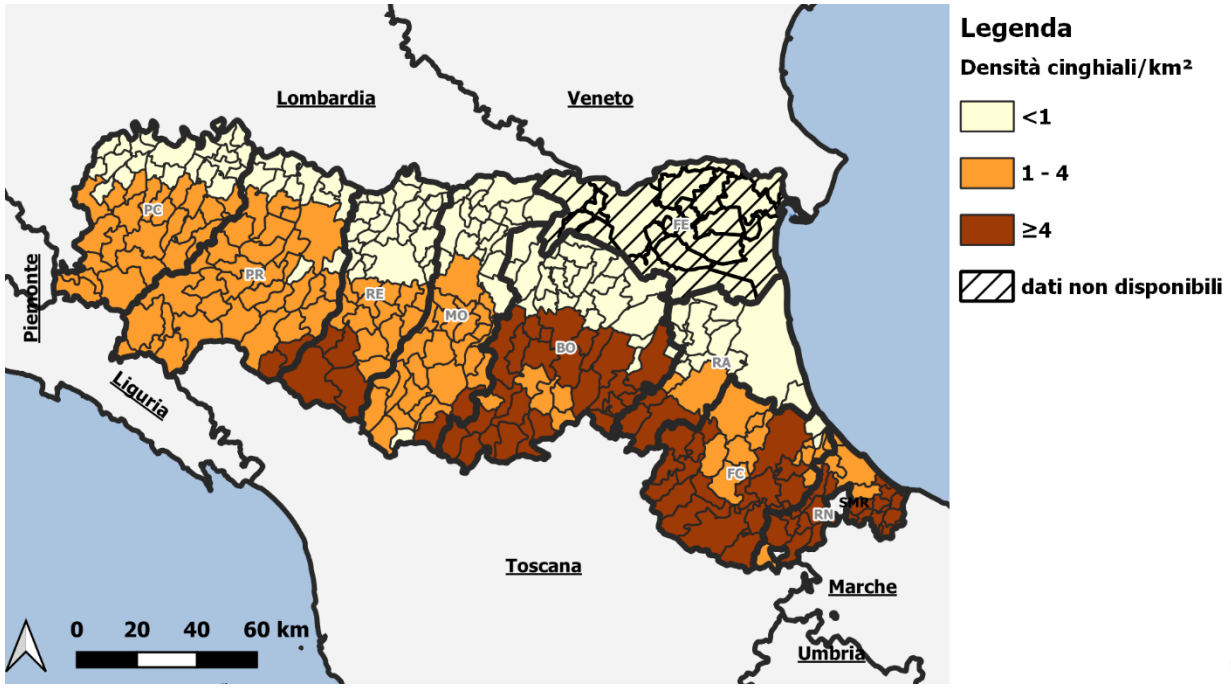 Legenda
Densità cinghiali/km²
<1
1 - 4
≥4
dati non disponibili
Lombardia
Veneto
Piemonte
Liguria
Toscana
Marche
Umbria
PC
PR
RE
MO
BO
FE
RA
FC
RN
SMR
0 20 40 60 km